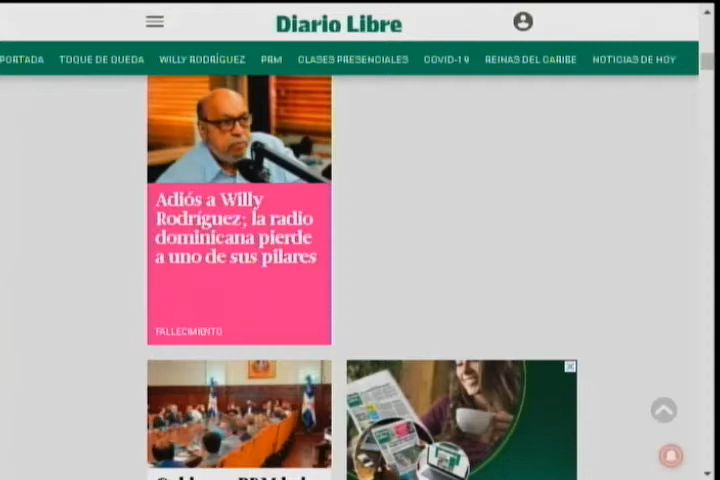 Diario Libre
PORTADA TOQUE DE QUEDA WILLY RODRÍGUEZ PRM CLASES PRESENCIALES COVID-19 REINAS DEL CARIBE NOTICIAS DE HOY
Adiós a Willy
Rodríguez; la radio
dominicana pierde
a uno de sus pilares
FALLECIMIENTO